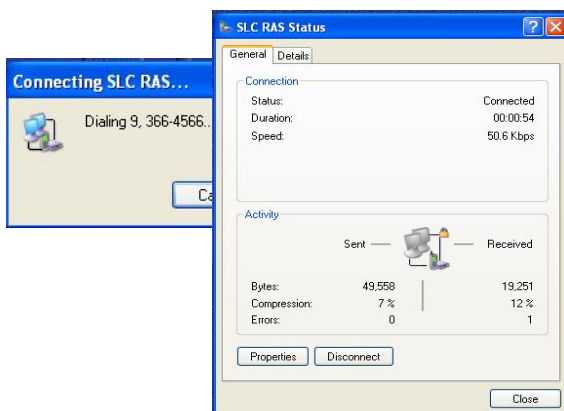 Connecting SLC RAS...
Dialing 9, 366-4566..
SLC RAS Status
General Details
Connection
Status: Connected
Duration: 00:00:54
Speed: 50.6 Kbps
Activity
Sent — — Received
Bytes: 49,558 19,251
Compression: 7 % 12 %
Errors: 0 1
Properties Disconnect
Close